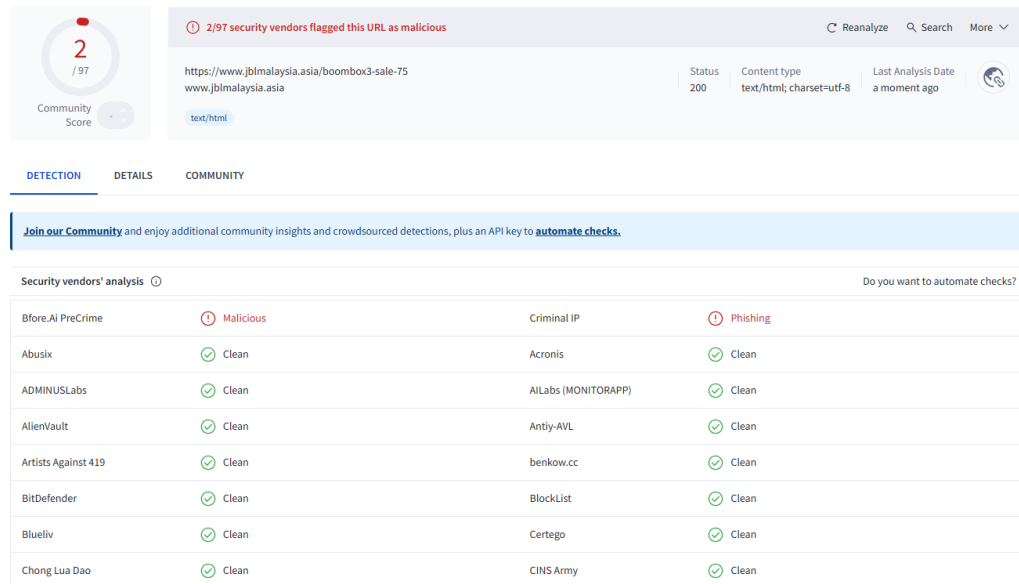 2
/ 97
Community
Score
2/97 security vendors flagged this URL as malicious
Reanalyze
Search
More
https://www.jblmalaysia.asia/boombox3-sale-75
www.jblmalaysia.asia
text/html
Status
200
Content type
text/html; charset=utf-8
Last Analysis Date
a moment ago
DETECTION
DETAILS
COMMUNITY
Join our Community and enjoy additional community insights and crowdsourced detections, plus an API key to automate checks.
Security vendors' analysis
Do you want to automate checks?
Bfore.Ai PreCrime Malicious Criminal IP Phishing
Abusix Clean Acronis Clean
ADMINUSLabs Clean AILabs (MONITORAPP) Clean
AlienVault Clean Antiy-AVL Clean
Artists Against 419 Clean benkow.cc Clean
BitDefender Clean BlockList Clean
Blueliv Clean Certego Clean
Chong Lua Dao Clean CINS Army Clean